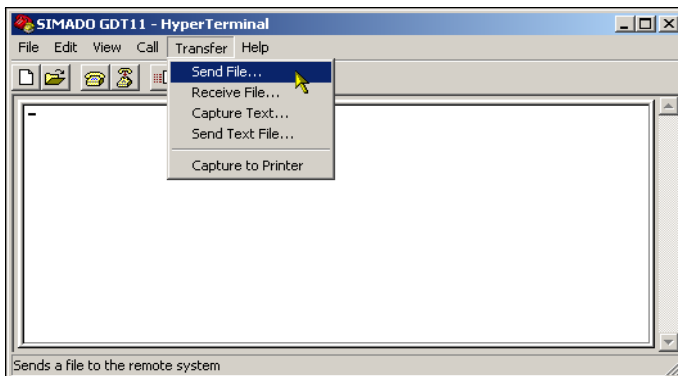 SIMADO GDT11 - HyperTerminal
File Edit View Call Transfer Help
Send File...
Receive File...
Capture Text...
Send Text File...
Capture to Printer
Sends a file to the remote system